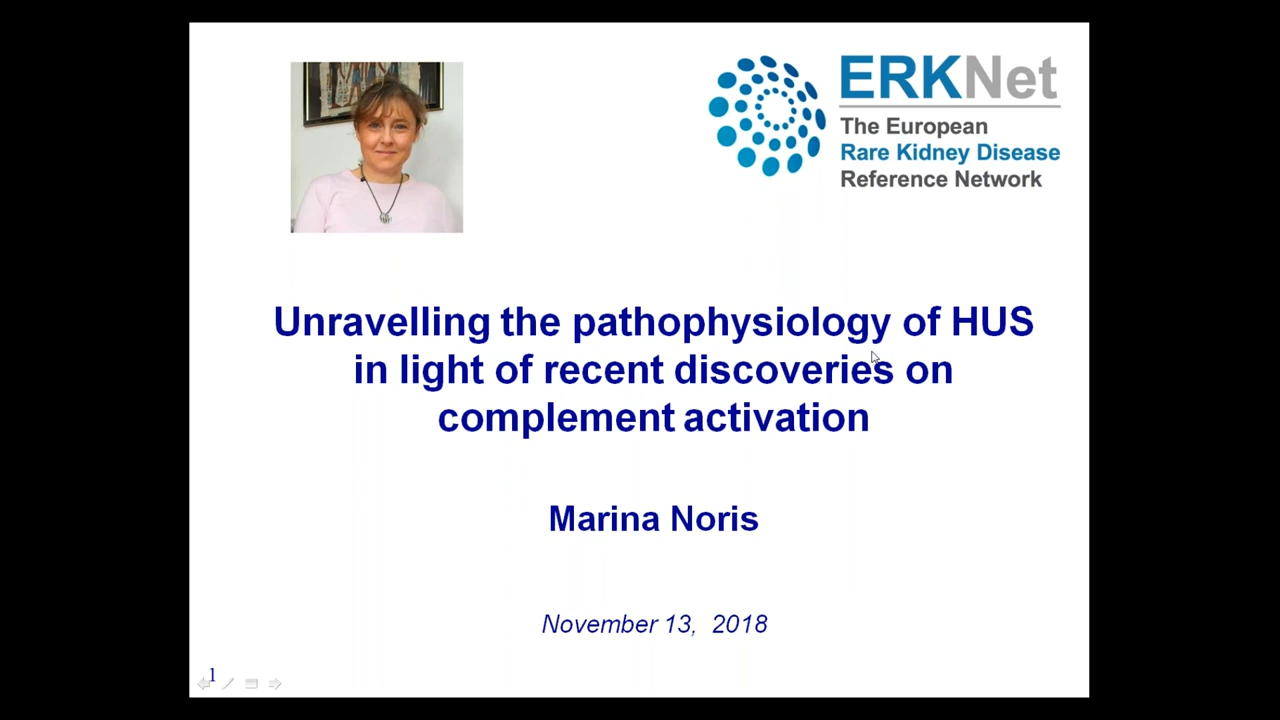 ERKNet
The European
Rare Kidney Disease
Reference Network
Unravelling the pathophysiology of HUS
in light of recent discoveries on
complement activation
Marina Noris
November 13, 2018
1